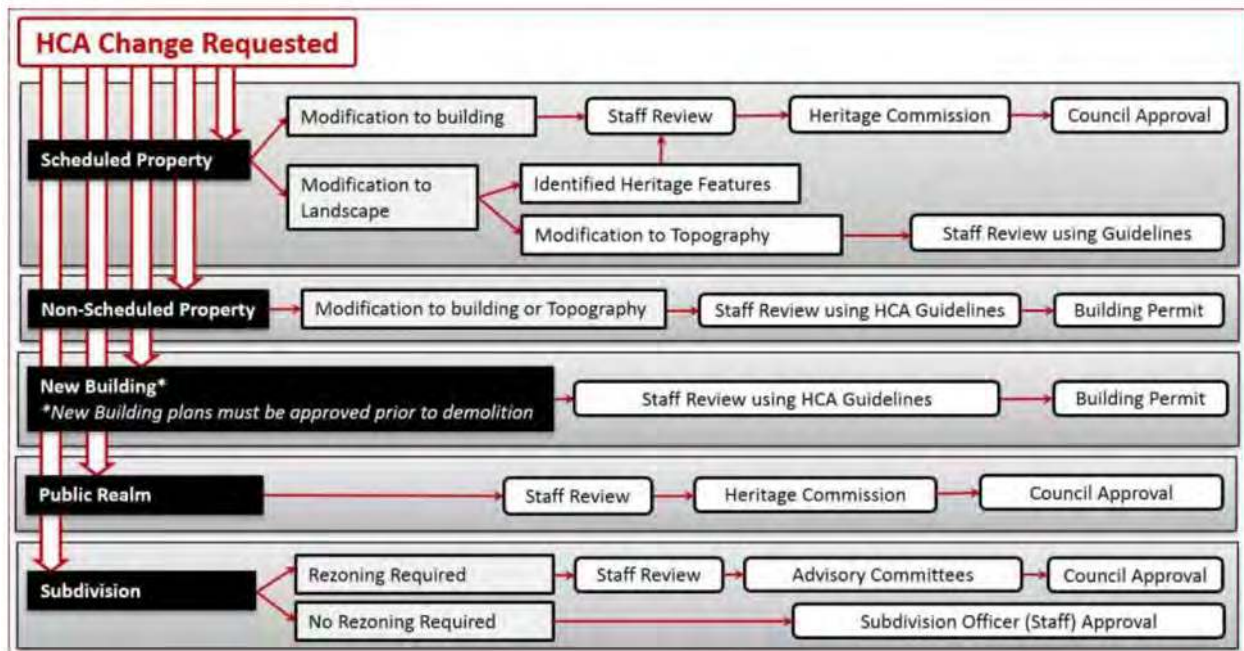 HCA Change Requested
Modification to building
Staff Review
Heritage Commission
Council Approval
Scheduled Property
Modification to
Landscape
Identified Heritage Features
Modification to Topography
Staff Review using Guidelines
Non-Scheduled Property
Modification to building or Topography
Staff Review using HCA Guidelines
Building Permit
New Building*
*New Building plans must be approved prior to demolition
Staff Review using HCA Guidelines
Building Permit
Public Realm
Staff Review
Heritage Commission
Council Approval
Subdivision
Rezoning Required
Staff Review
Advisory Committees
Council Approval
No Rezoning Required
Subdivision Officer (Staff) Approval